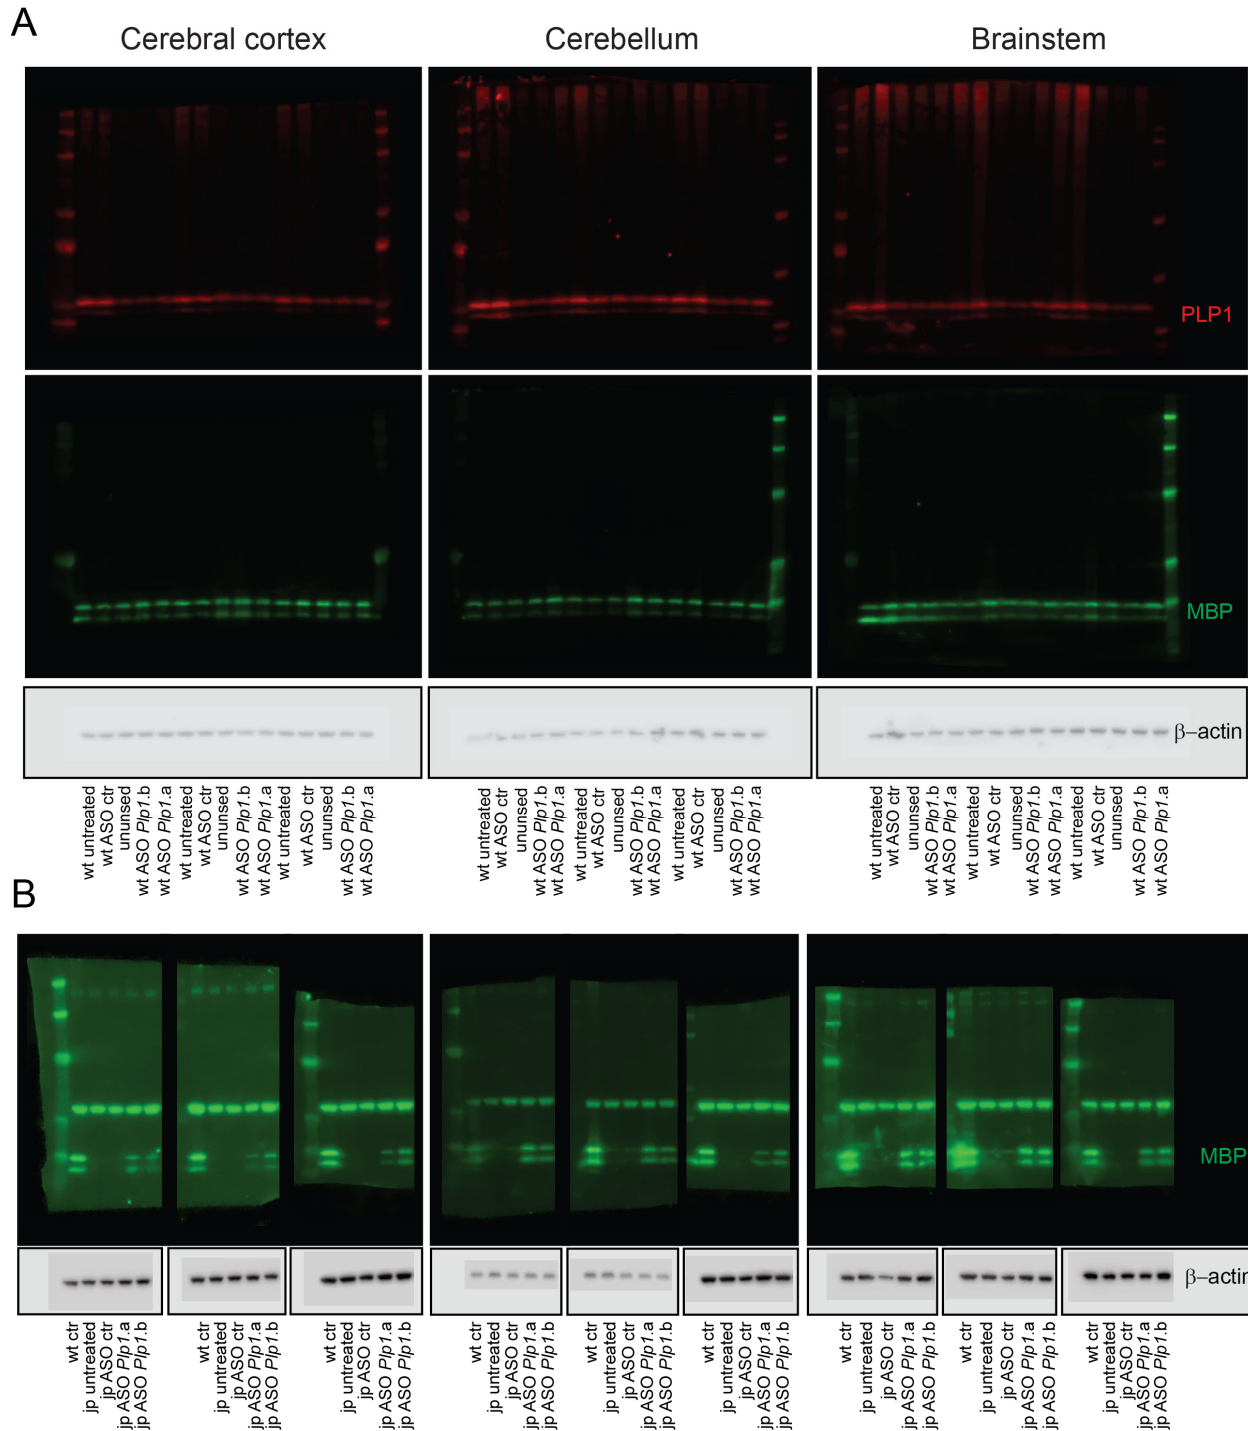 A
Cerebral cortex
Cerebellum
Brainstem
PLP1
MBP
β–actin
wt untreated
wt ASO ctr
ununsed
wt ASO Plp1.b
wt ASO Plp1.a
wt untreated
wt ASO ctr
ununsed
wt ASO Plp1.b
wt ASO Plp1.a
wt untreated
wt ASO ctr
ununsed
wt ASO Plp1.b
wt ASO Plp1.a
wt untreated
wt ASO ctr
ununsed
wt ASO Plp1.b
wt ASO Plp1.a
wt untreated
wt ASO ctr
ununsed
wt ASO Plp1.b
wt ASO Plp1.a
wt untreated
wt ASO ctr
ununsed
wt ASO Plp1.b
wt ASO Plp1.a
wt untreated
wt ASO ctr
ununsed
wt ASO Plp1.b
wt ASO Plp1.a
wt untreated
wt ASO ctr
ununsed
wt ASO Plp1.b
wt ASO Plp1.a
wt untreated
wt ASO ctr
ununsed
wt ASO Plp1.b
wt ASO Plp1.a
B
MBP
β–actin
wt ctr
jp untreated
jp ASO ctr
jp ASO Plp1.a
jp ASO Plp1.b
wt ctr
jp untreated
jp ASO ctr
jp ASO Plp1.a
jp ASO Plp1.b
wt ctr
jp untreated
jp ASO ctr
jp ASO Plp1.a
jp ASO Plp1.b
wt ctr
jp untreated
jp ASO ctr
jp ASO Plp1.a
jp ASO Plp1.b
wt ctr
jp untreated
jp ASO ctr
jp ASO Plp1.a
jp ASO Plp1.b
wt ctr
jp untreated
jp ASO ctr
jp ASO Plp1.a
jp ASO Plp1.b
wt ctr
jp untreated
jp ASO ctr
jp ASO Plp1.a
jp ASO Plp1.b
wt ctr
jp untreated
jp ASO ctr
jp ASO Plp1.a
jp ASO Plp1.b
wt ctr
jp untreated
jp ASO ctr
jp ASO Plp1.a
jp ASO Plp1.b